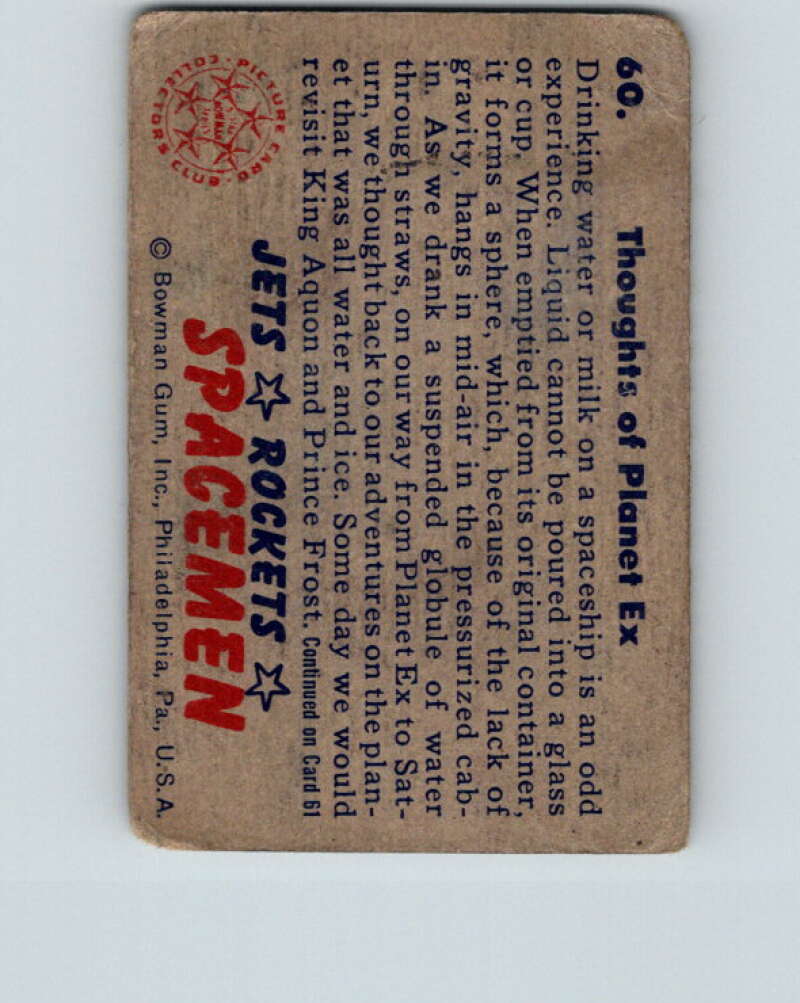 60. Thoughts of Planet Ex
Drinking water or milk on a spaceship is an odd
experience. Liquid cannot be poured into a glass
or cup. When emptied from its original container,
it forms a sphere, which, because of the lack of
gravity, hangs in mid-air in the pressurized cab-
in. As we drank a suspended globule of water
through straws, on our way from Planet Ex to Sat-
urn, we thought back to our adventures on the plan-
et that was all water and ice. Some day we would
revisit King Aquon and Prince Frost. Continued on Card 61
JETS ☆ ROCKETS ☆
SPACEMEN
© Bowman Gum, Inc., Philadelphia, Pa., U.S.A.
· PICTURE CARD · COLLECTORS CLUB